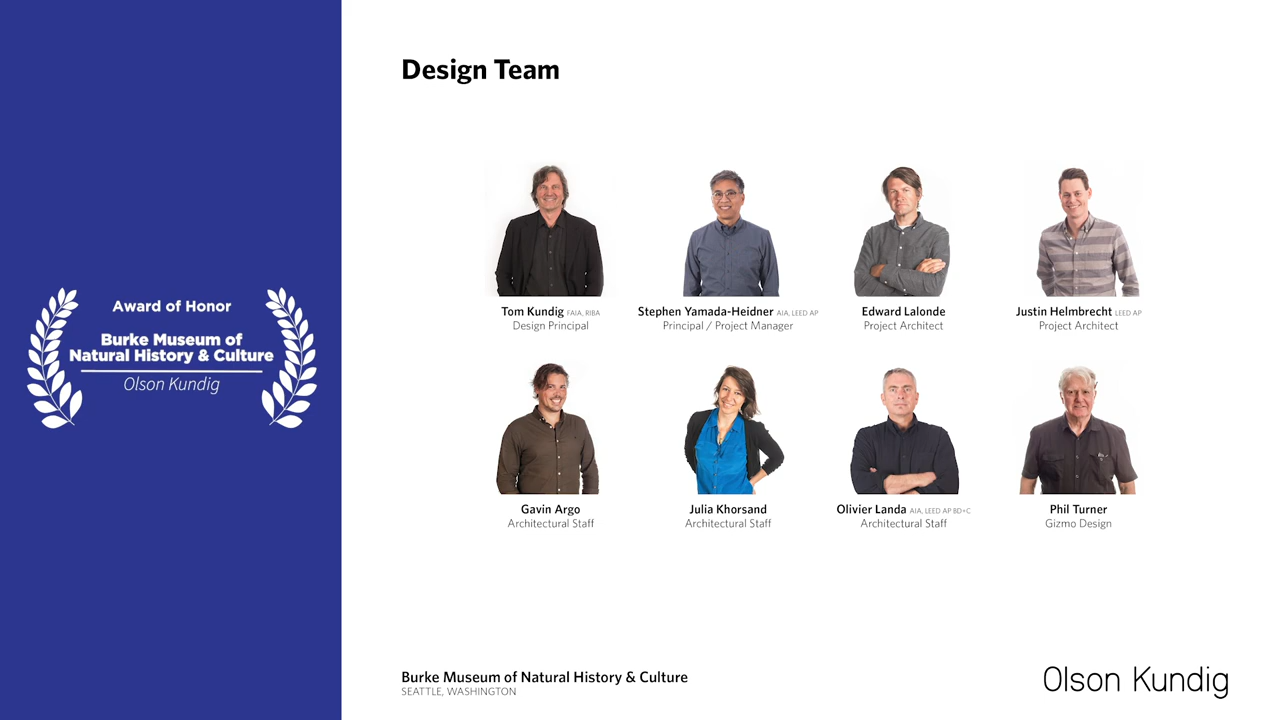 Award of Honor
Burke Museum of
Natural History & Culture
Olson Kundig
Design Team
Tom Kundig FAIA, RIBA
Design Principal
Stephen Yamada-Heidner AIA, LEED AP
Principal / Project Manager
Edward Lalonde
Project Architect
Justin Helmbrecht LEED AP
Project Architect
Gavin Argo
Architectural Staff
Julia Khorsand
Architectural Staff
Olivier Landa AIA, LEED AP BD+C
Architectural Staff
Phil Turner
Gizmo Design
Burke Museum of Natural History & Culture
SEATTLE, WASHINGTON
Olson Kundig